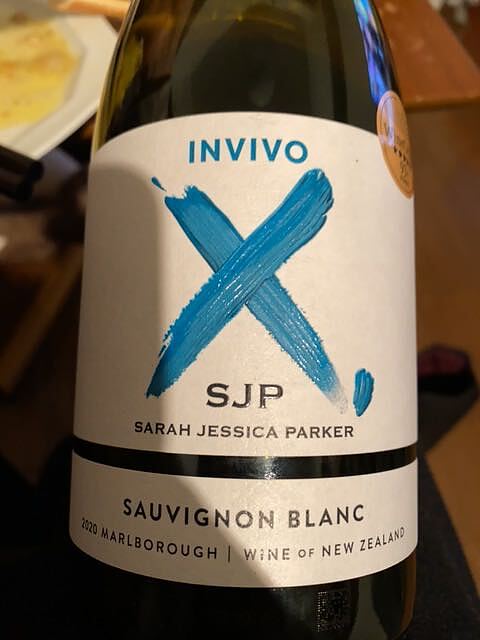 INVIVO
X,
SJP
SARAH JESSICA PARKER
SAUVIGNON BLANC
2020 MARLBOROUGH | WINE OF NEW ZEALAND